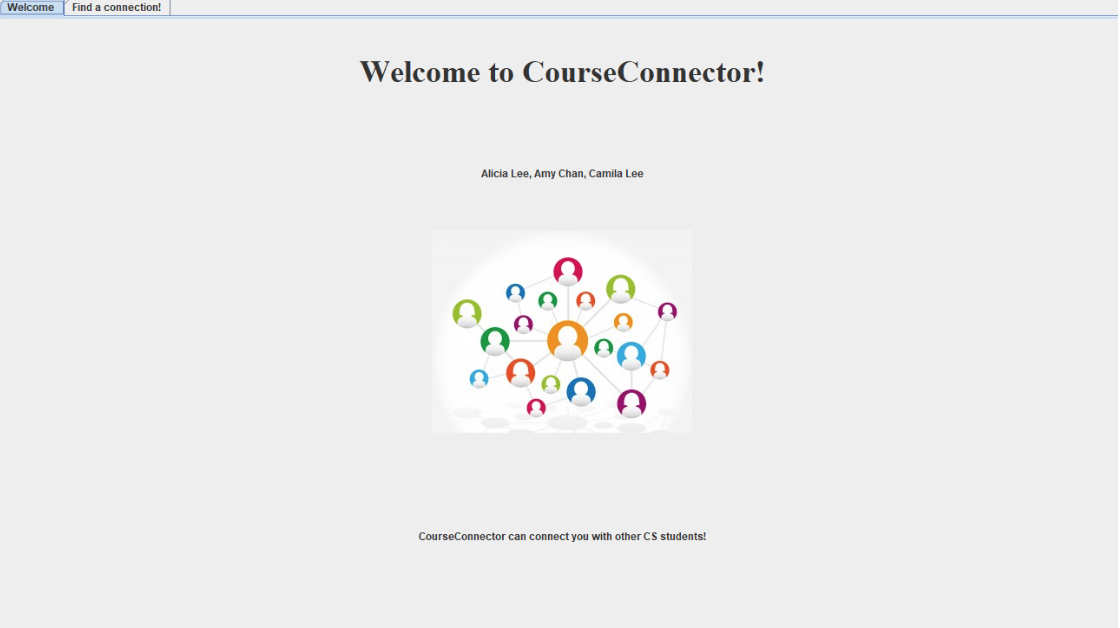 Welcome
Find a connection!
Welcome to CourseConnector!
Alicia Lee, Amy Chan, Camila Lee
CourseConnector can connect you with other CS students!